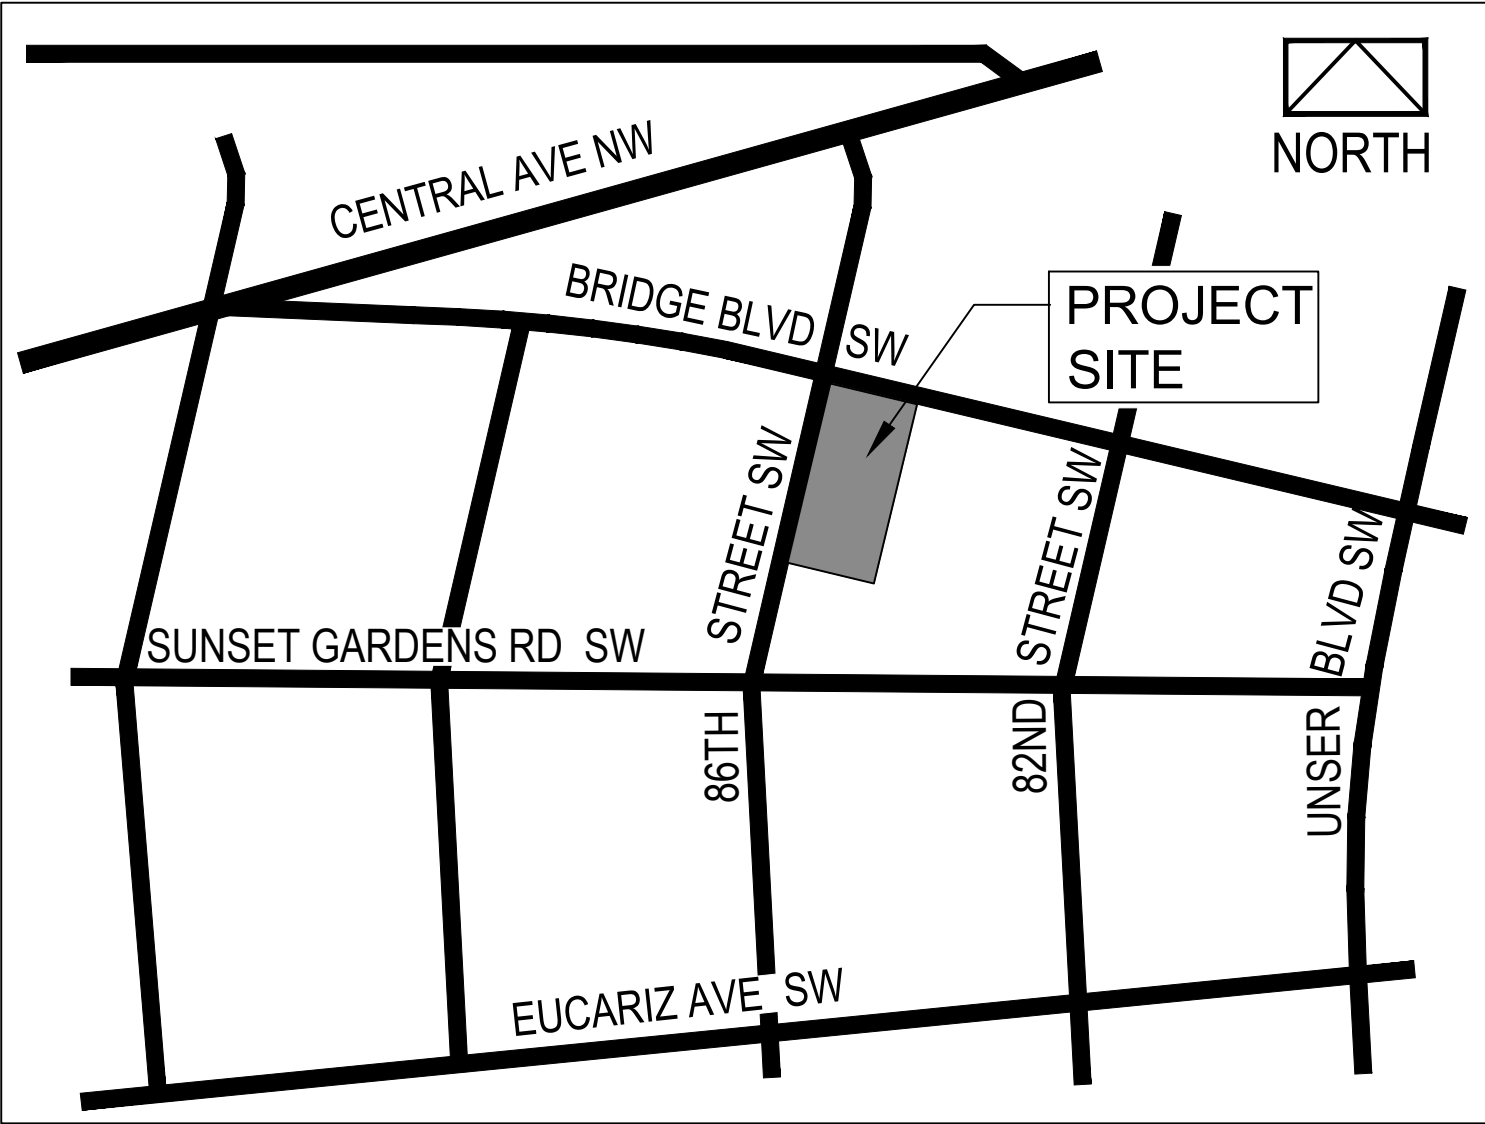 NORTH
CENTRAL AVE NW
BRIDGE BLVD SW
PROJECT
SITE
STREET SW
STREET SW
BLVD SW
SUNSET GARDENS RD SW
86TH
82ND
UNSER
EUCARIZ AVE SW